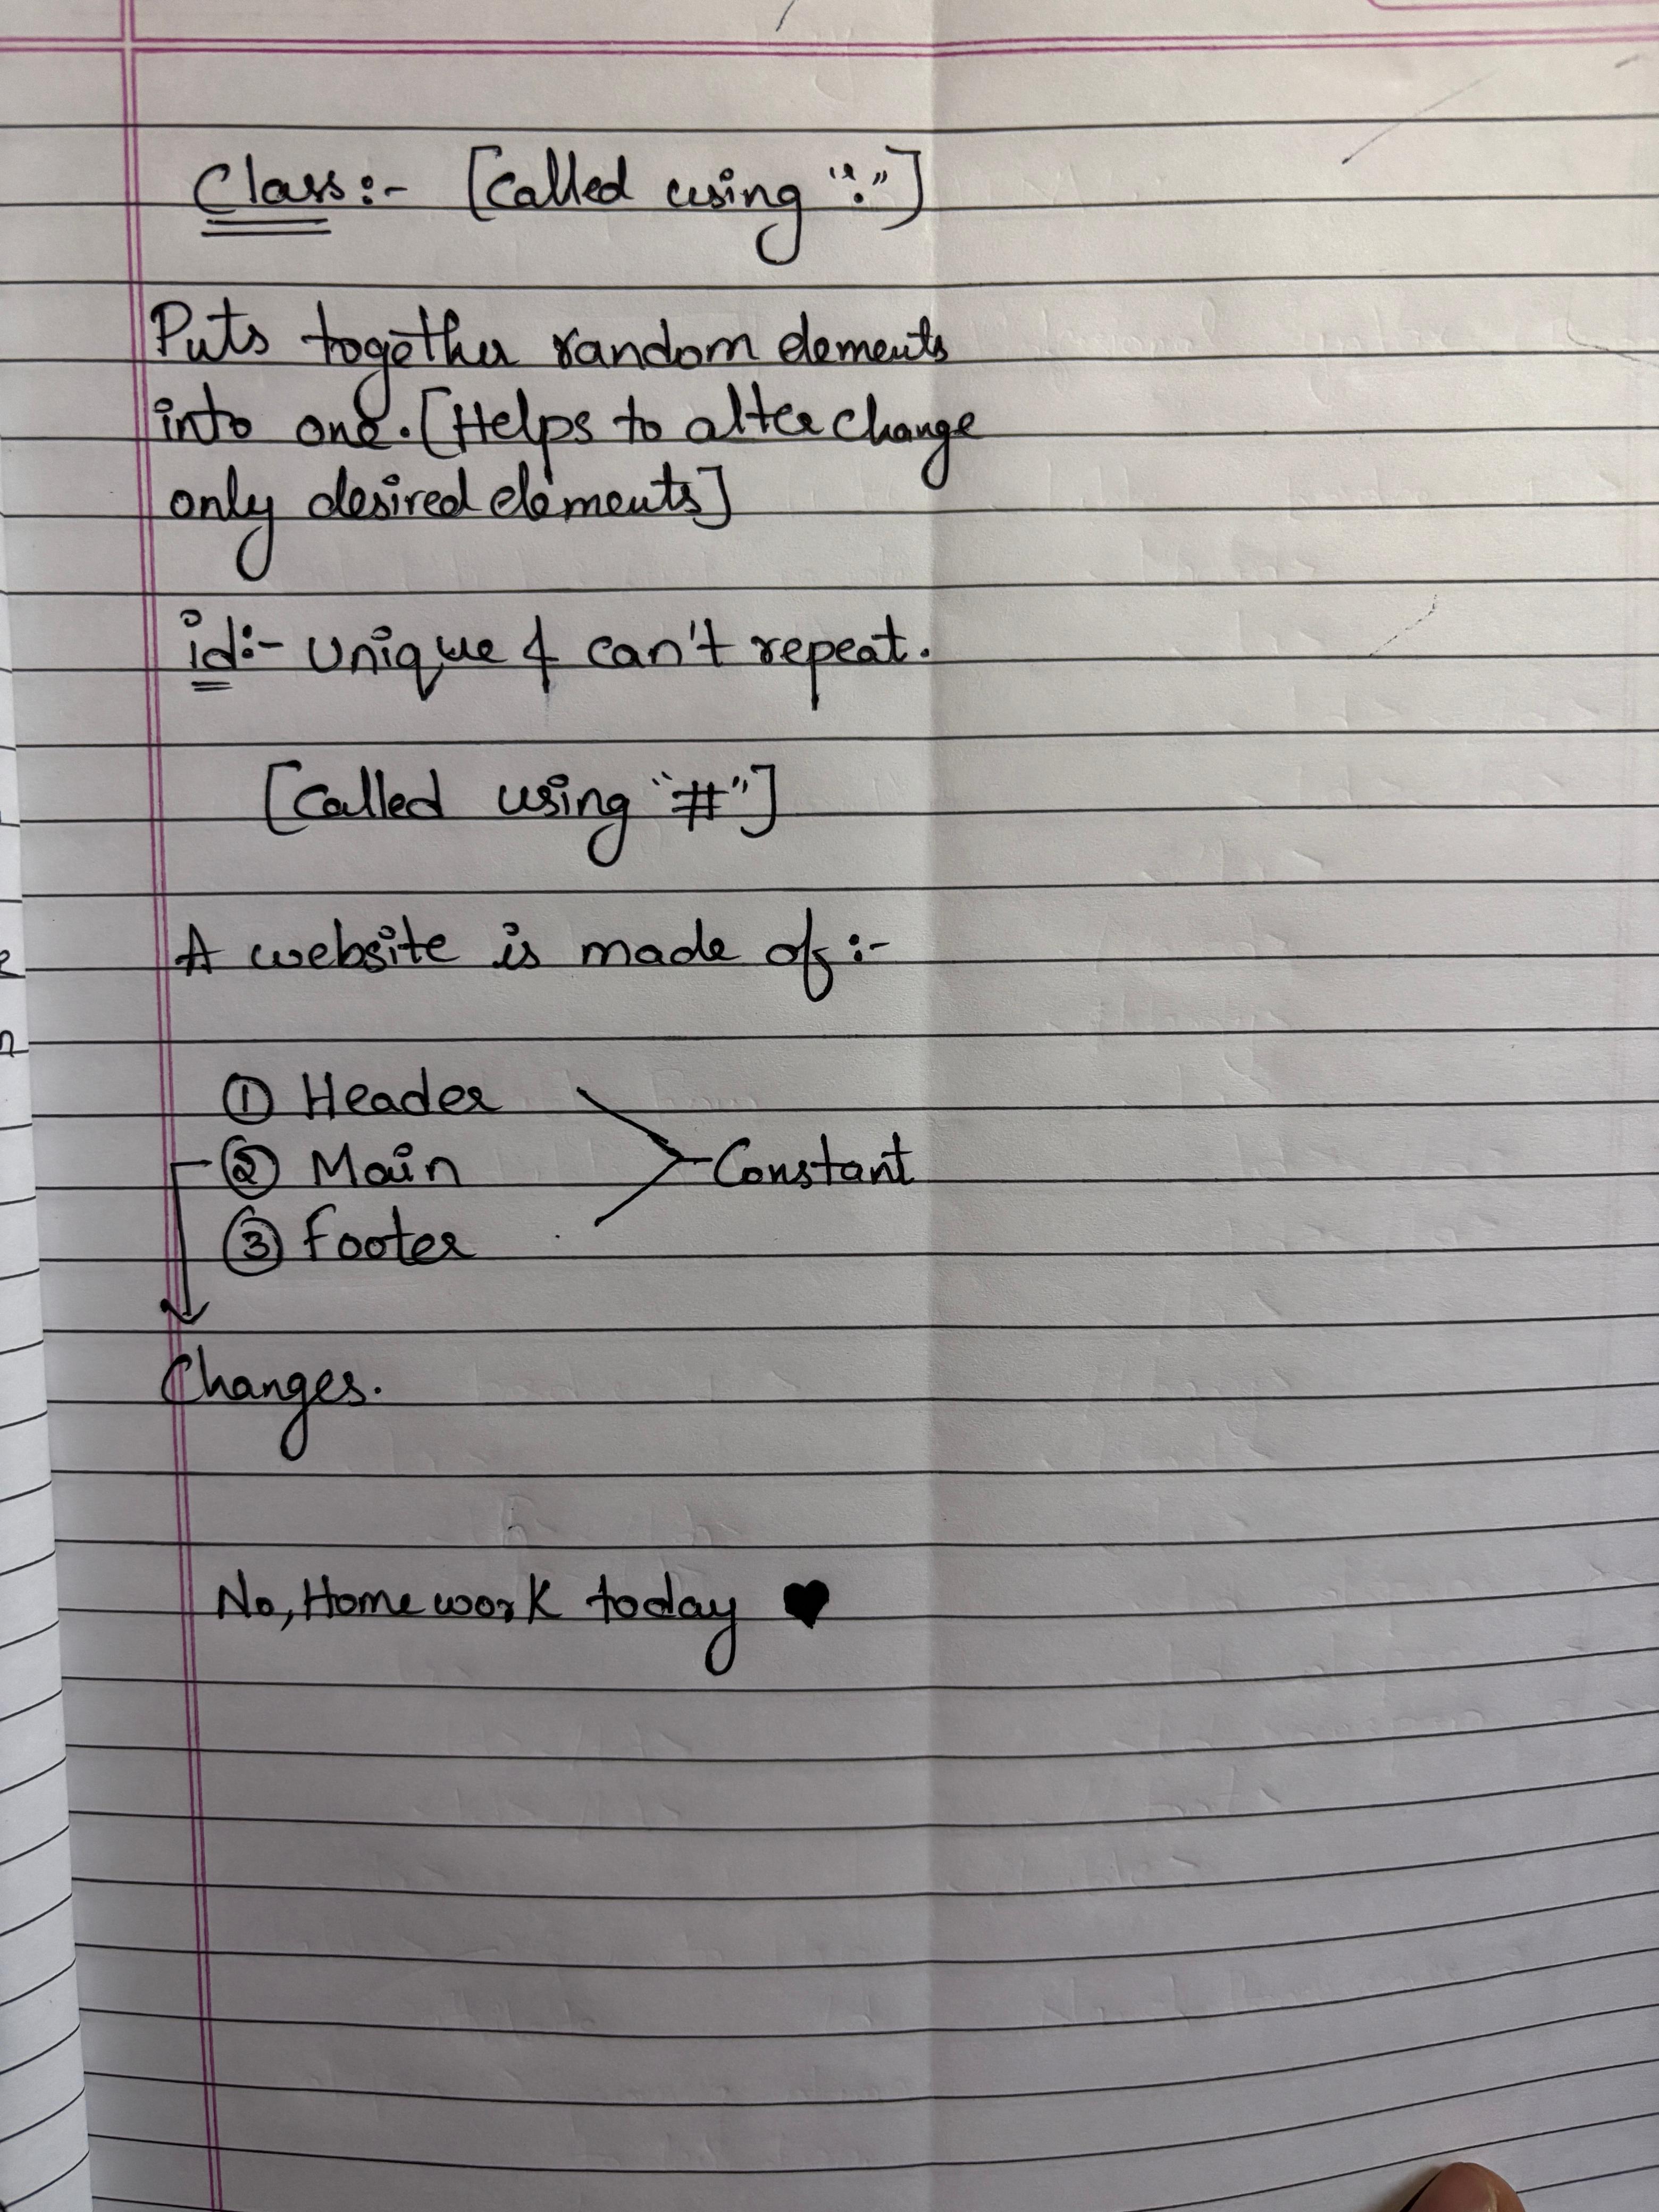 Class:- [Called using "."]
Puts together random elements
into one. [Helps to alter change
only desired elements]
id:- Unique & can't repeat.
[Called using "#"]
A website is made of:-
① Header
② Main
Constant
③ Footer
Changes.
No, Homework today ♥